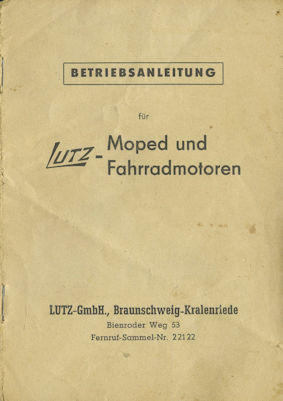 BETRIEBSANLEITUNG
für
LUTZ- Moped und
Fahrradmotoren
LUTZ-GmbH., Braunschweig-Kralenriede
Bienroder Weg 53
Fernruf-Sammel-Nr. 22122